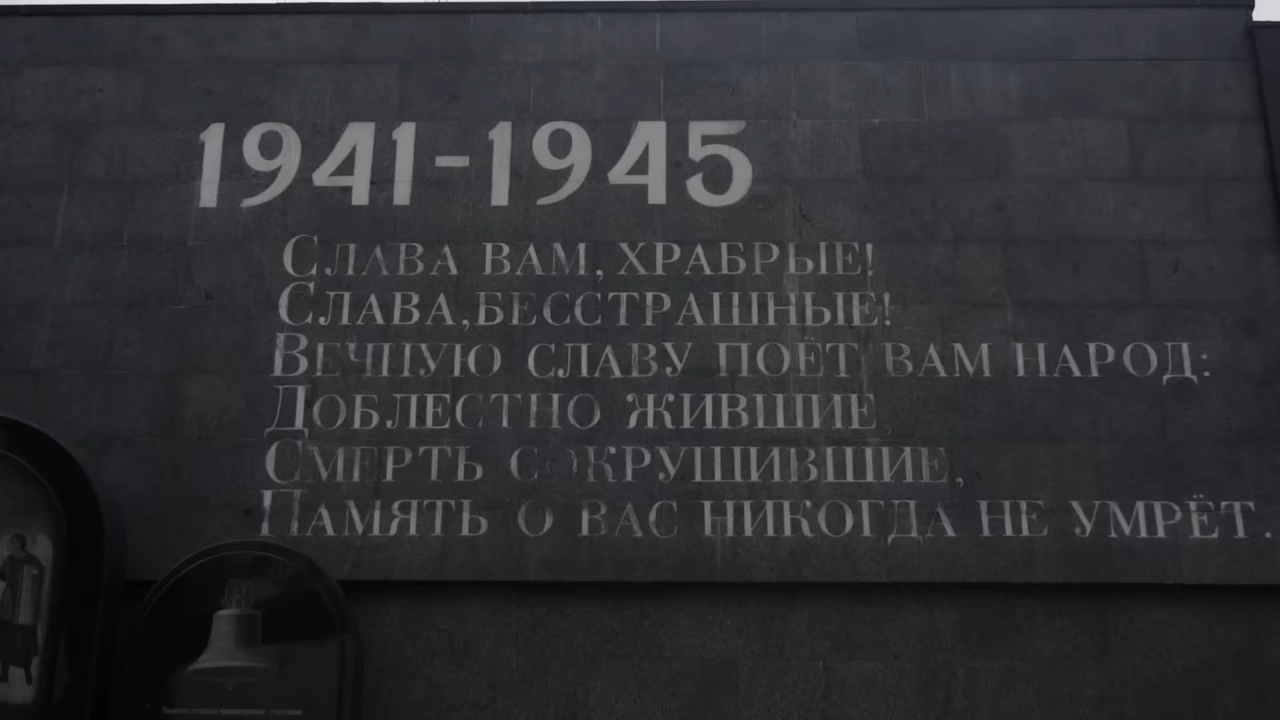 1941-1945
Слава вам, храбрые!
Слава,бесстрашные!
Вечную славу поёт вам народ:
Доблестно жившие,
Смерть сокрушившие,
Память о вас никогда не умрёт.